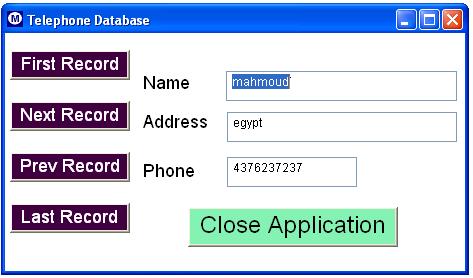 Telephone Database
First Record
Name mahmoud
Next Record
Address egypt
Prev Record
Phone 4376237237
Last Record
Close Application